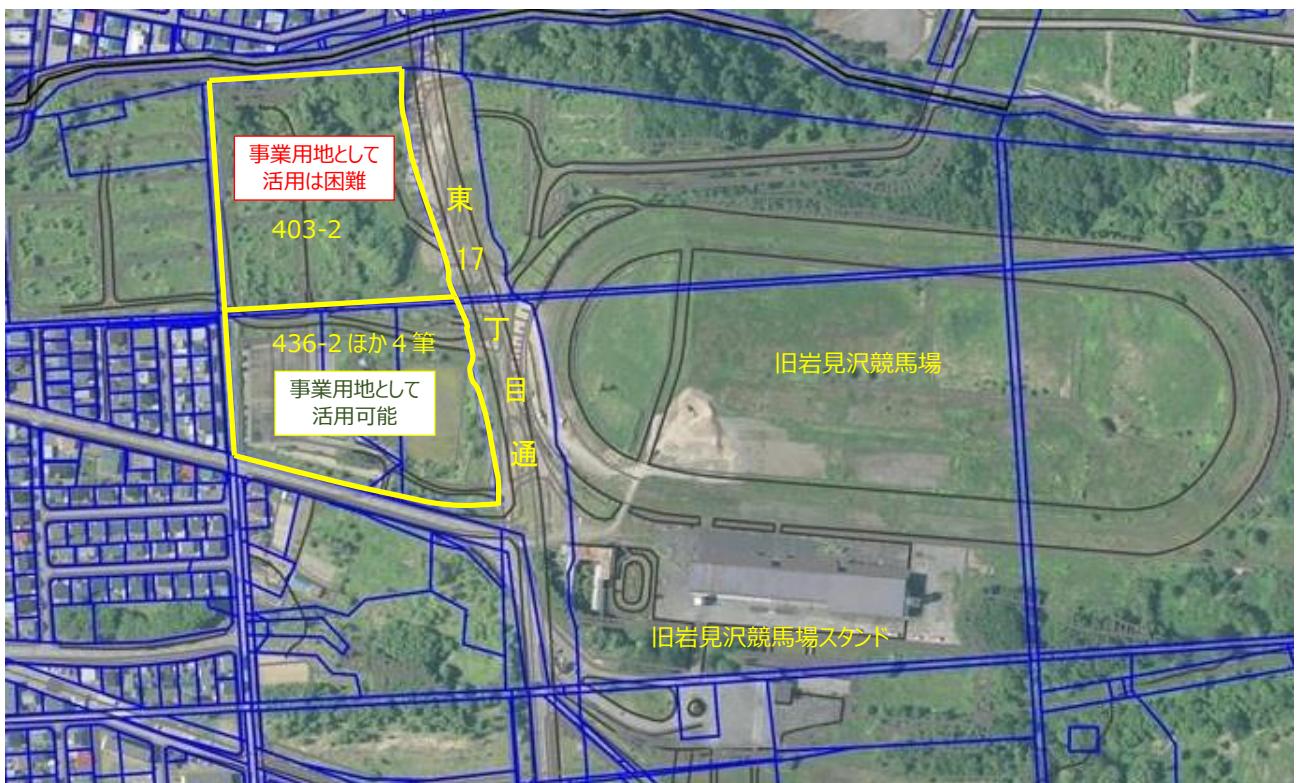 事業用地として
活用は困難
403-2
東
17
丁
目
通
436-2 ほか 4 筆
事業用地として
活用可能
旧岩見沢競馬場
旧岩見沢競馬場スタンド